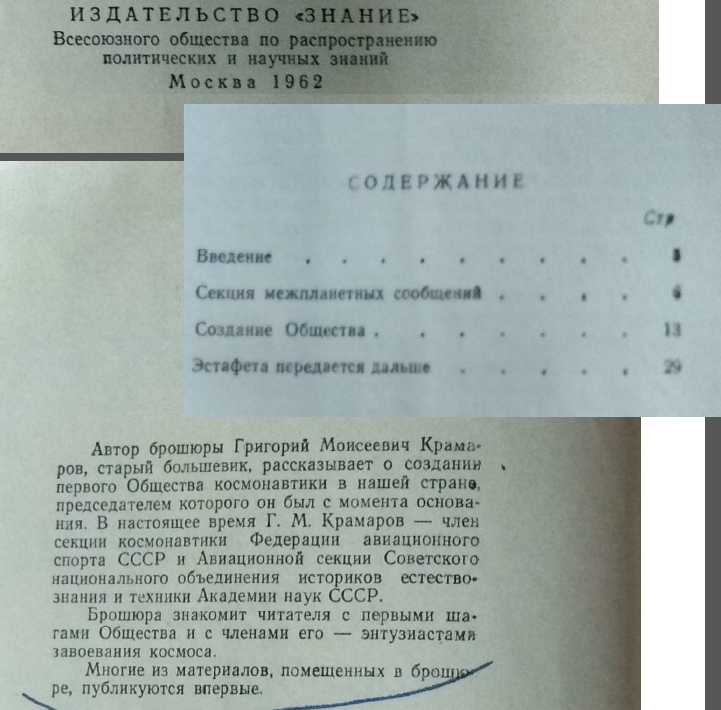 ИЗДАТЕЛЬСТВО «ЗНАНИЕ»
Всесоюзного общества по распространению
политических и научных знаний
Москва 1962
СОДЕРЖАНИЕ
Стр
Введение . . . . . . . . .
Секция межпланетных сообщений . . . .
Создание Общества . . . . . . . 13
Эстафета передается дальше . . . . 29
Автор брошюры Григорий Моисеевич Крама-
ров, старый большевик, рассказывает о создании
первого Общества космонавтики в нашей стране,
председателем которого он был с момента основа-
ния. В настоящее время Г. М. Крамаров — член
секции космонавтики Федерации авиационного
спорта СССР и Авиационной секции Советского
национального объединения историков естество-
знания и техники Академии наук СССР.
Брошюра знакомит читателя с первыми ша-
гами Общества и с членами его — энтузиастами
завоевания космоса.
Многие из материалов, помещенных в брошю-
ре, публикуются впервые.